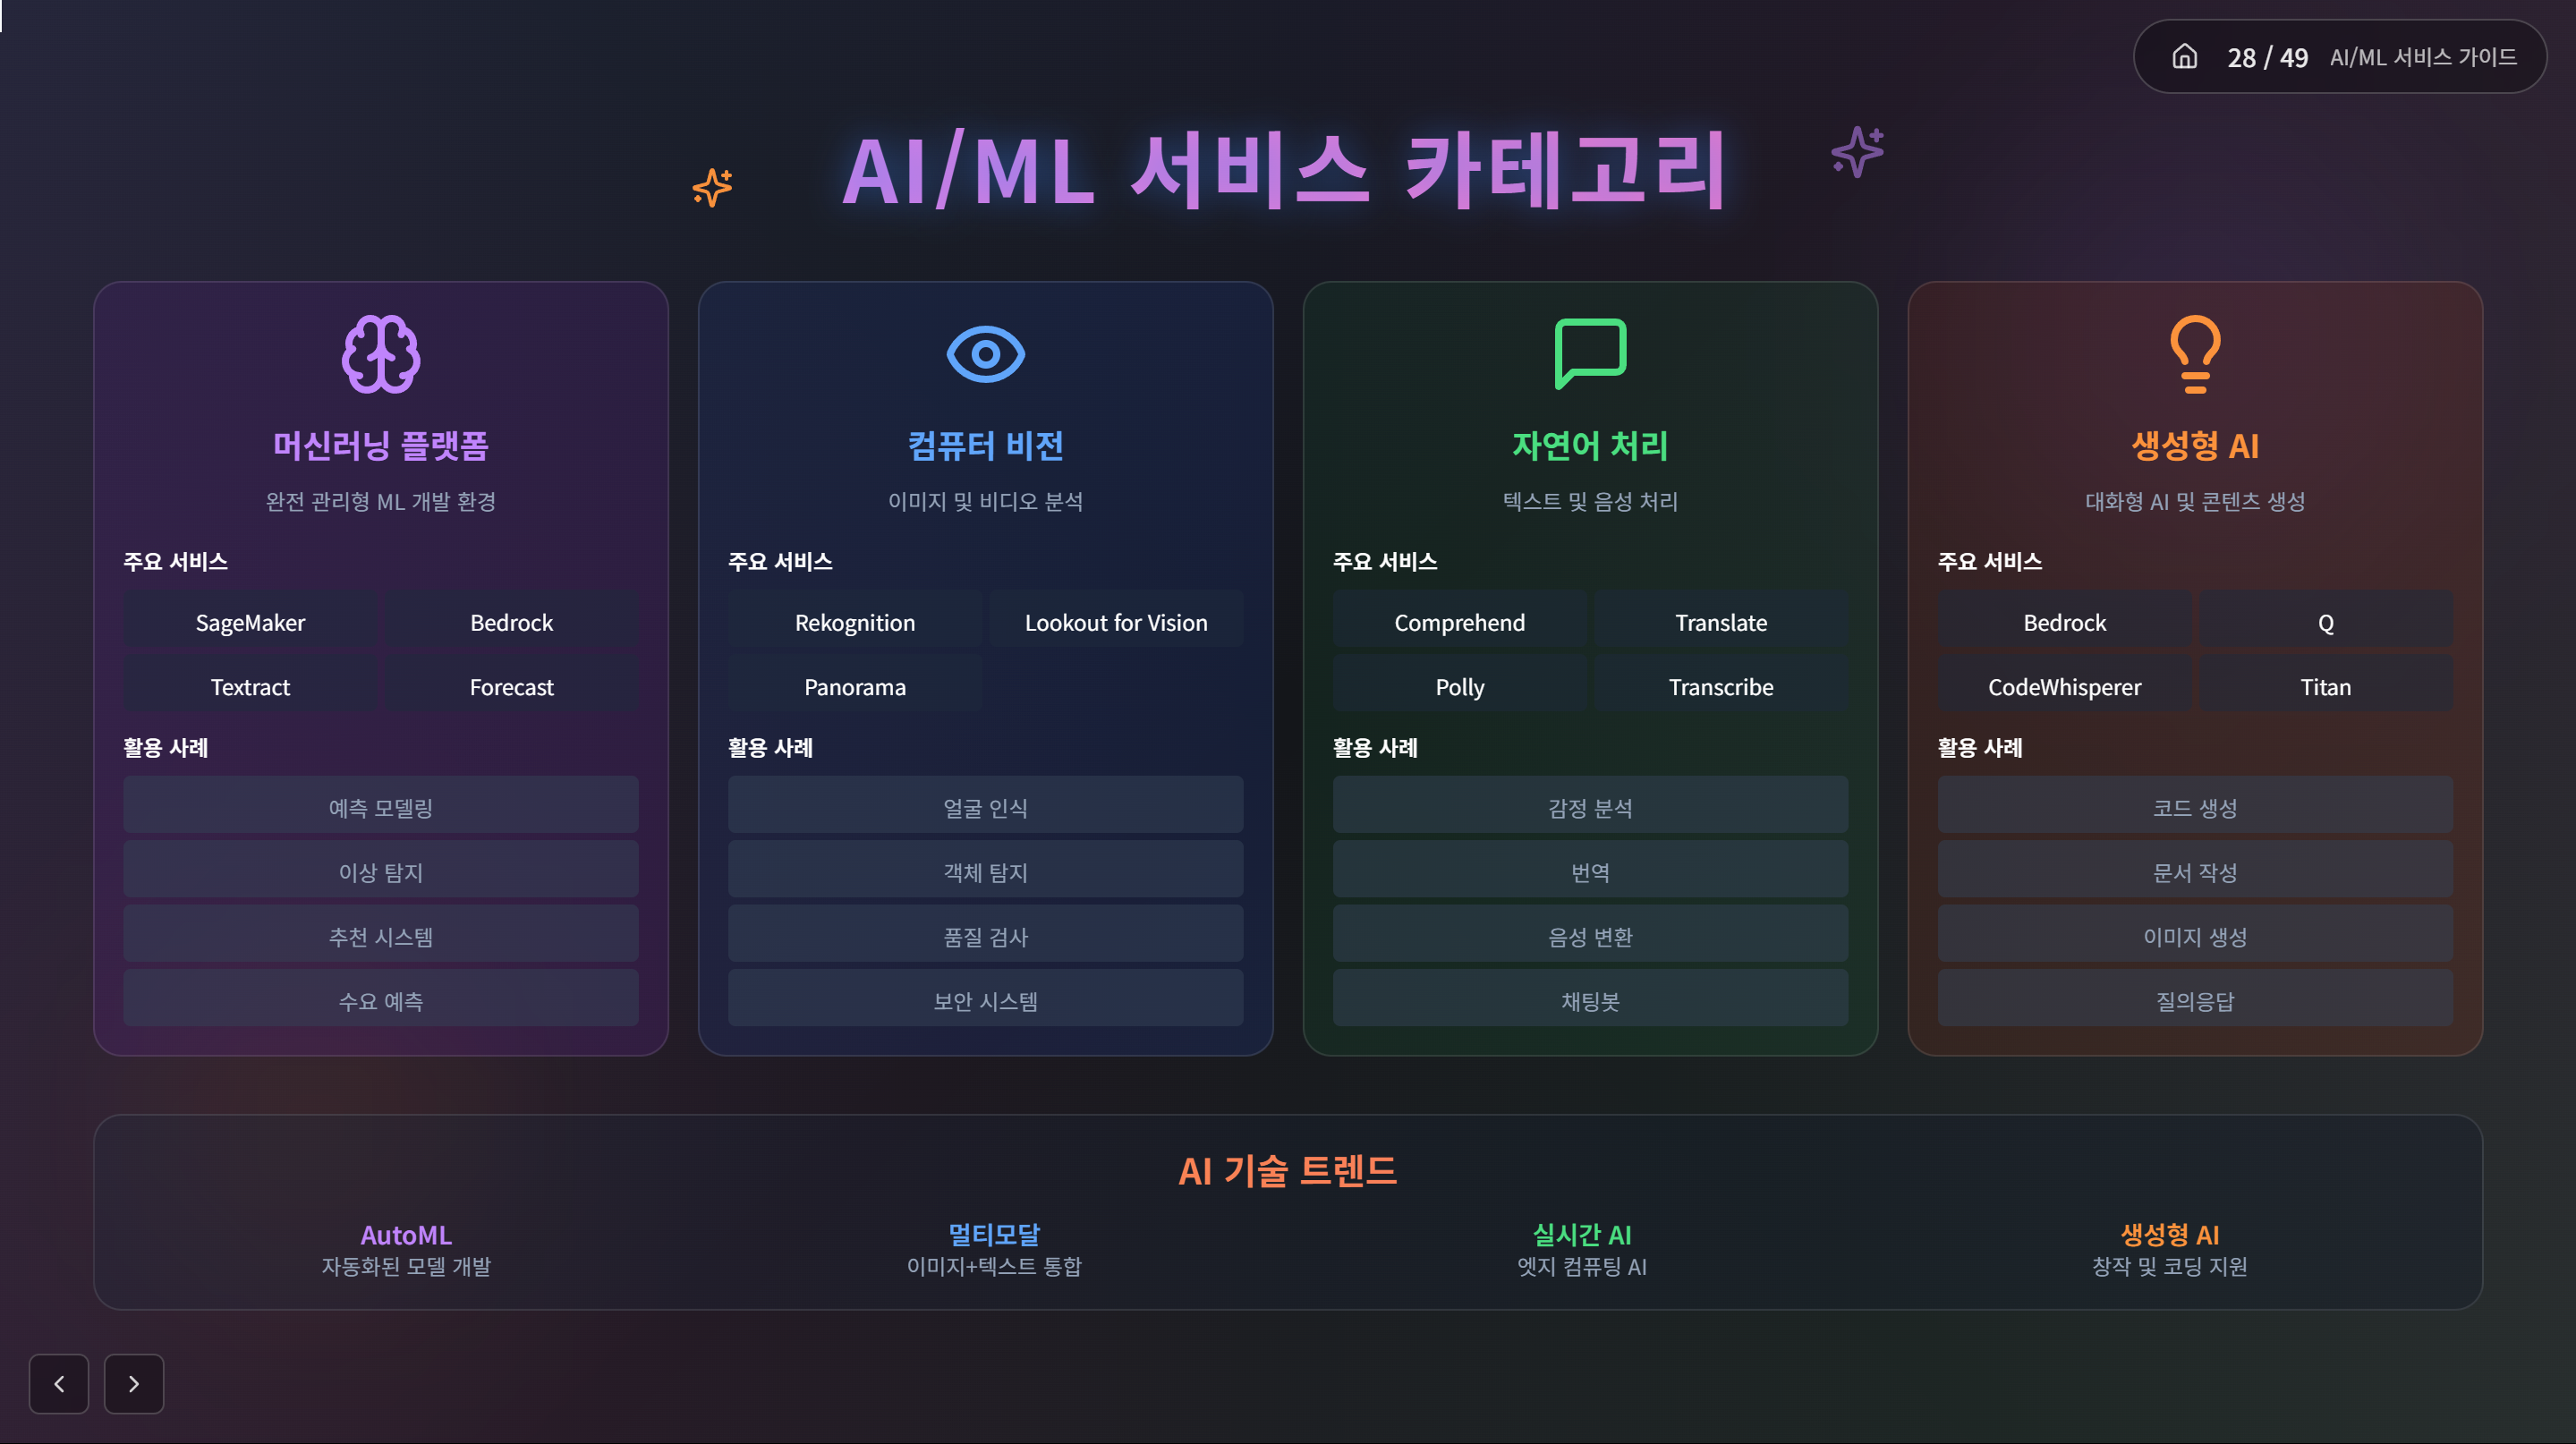 28 / 49 AI/ML 서비스 가이드
AI/ML 서비스 카테고리
머신러닝 플랫폼
완전 관리형 ML 개발 환경
주요 서비스
SageMaker
Bedrock
Textract
Forecast
활용 사례
예측 모델링
이상 탐지
추천 시스템
수요 예측
컴퓨터 비전
이미지 및 비디오 분석
주요 서비스
Rekognition
Lookout for Vision
Panorama
활용 사례
얼굴 인식
객체 탐지
품질 검사
보안 시스템
자연어 처리
텍스트 및 음성 처리
주요 서비스
Comprehend
Translate
Polly
Transcribe
활용 사례
감정 분석
번역
음성 변환
채팅봇
생성형 AI
대화형 AI 및 콘텐츠 생성
주요 서비스
Bedrock
Q
CodeWhisperer
Titan
활용 사례
코드 생성
문서 작성
이미지 생성
질의응답
AI 기술 트렌드
AutoML
자동화된 모델 개발
멀티모달
이미지+텍스트 통합
실시간 AI
엣지 컴퓨팅 AI
생성형 AI
창작 및 코딩 지원